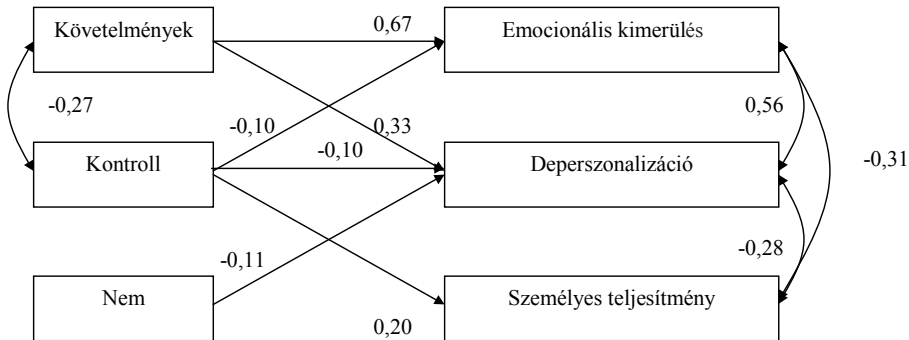 Követelmények
0,67
Emocionális kimerülés
-0,27
-0,10
0,33
0,56
Kontroll
-0,10
Deperszonalizáció
-0,31
-0,11
-0,28
Nem
Személyes teljesítmény
0,20